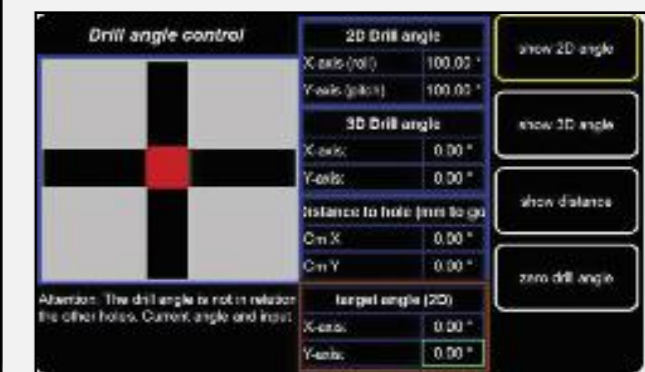 Drill angle control
2D Drill angle
X-axis (roll) 100.00 °
Y-axis (pitch) 100.00 °
3D Drill angle
X-axis: 0.00 °
Y-axis: 0.00 °
istance to hole (mm to go
Cm X 0.00 °
Cm Y 0.00 °
target angle (2D)
X-axis: 0.00 °
Y-axis: 0.00 °
show 2D angle
show 3D angle
show distance
zero drill angle
Attention. The drill angle is not in relation
the other holes. Current angle and input